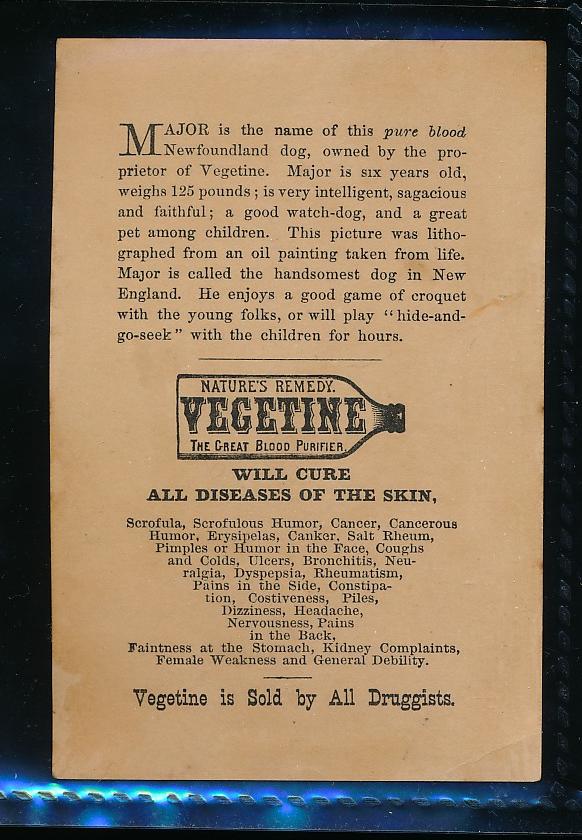 MAJOR is the name of this pure blood
Newfoundland dog, owned by the pro-
prietor of Vegetine. Major is six years old,
weighs 125 pounds; is very intelligent, sagacious
and faithful; a good watch-dog, and a great
pet among children. This picture was litho-
graphed from an oil painting taken from life.
Major is called the handsomest dog in New
England. He enjoys a good game of croquet
with the young folks, or will play "hide-and-
go-seek" with the children for hours.
NATURE'S REMEDY.
VEGETINE
THE GREAT BLOOD PURIFIER.
WILL CURE
ALL DISEASES OF THE SKIN,
Scrofula, Scrofulous Humor, Cancer, Cancerous
Humor, Erysipelas, Canker, Salt Rheum,
Pimples or Humor in the Face, Coughs
and Colds, Ulcers, Bronchitis, Neu-
ralgia, Dyspepsia, Rheumatism,
Pains in the Side, Constipa-
tion, Costiveness, Piles,
Dizziness, Headache,
Nervousness, Pains
in the Back,
Faintness at the Stomach, Kidney Complaints,
Female Weakness and General Debility.
Vegetine is Sold by All Druggists.